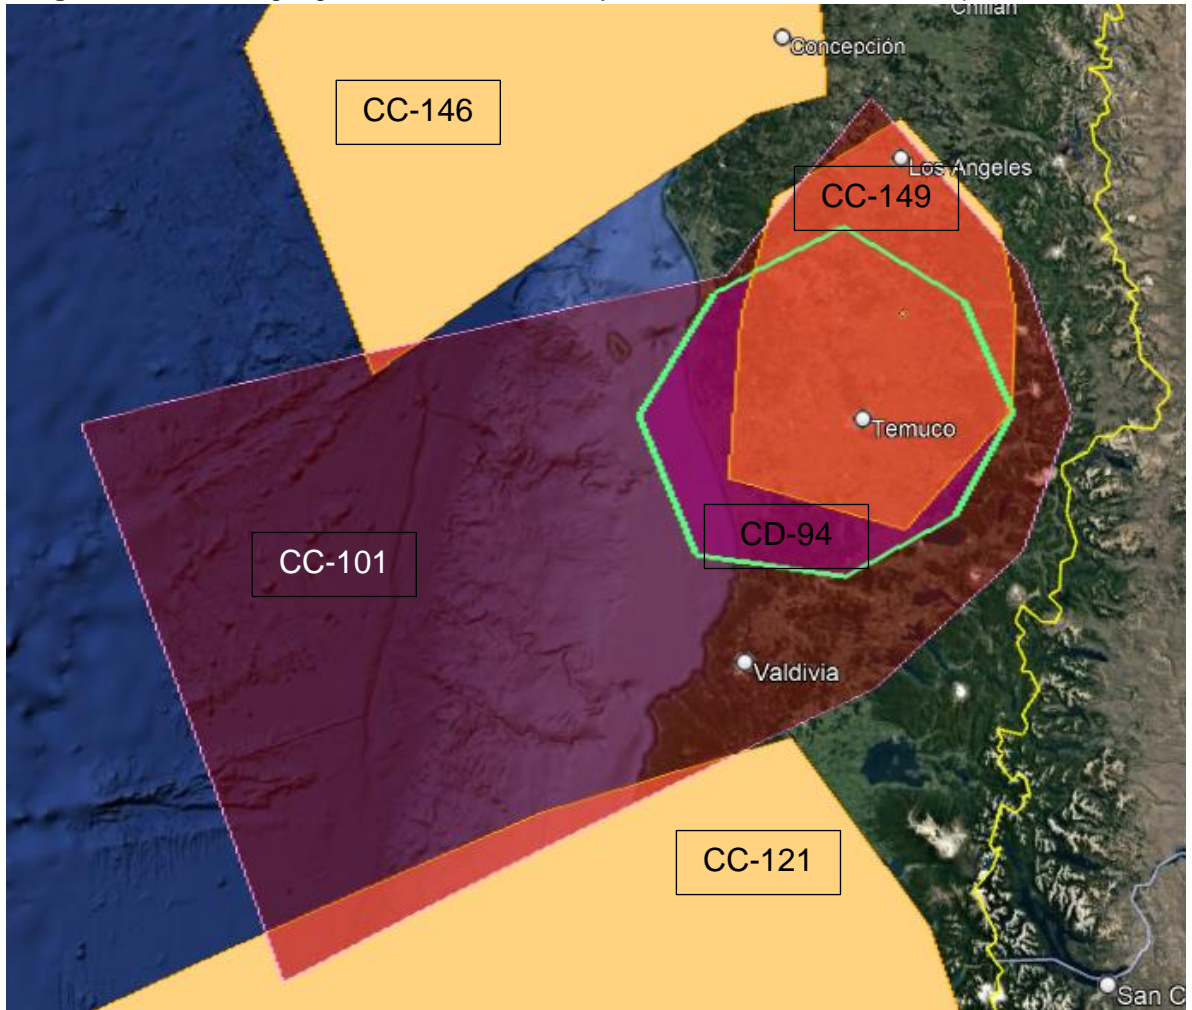 Chillán
Concepción
CC-146
Los Angeles
CC-149
Temuco
CD-94
CC-101
Valdivia
CC-121
San C